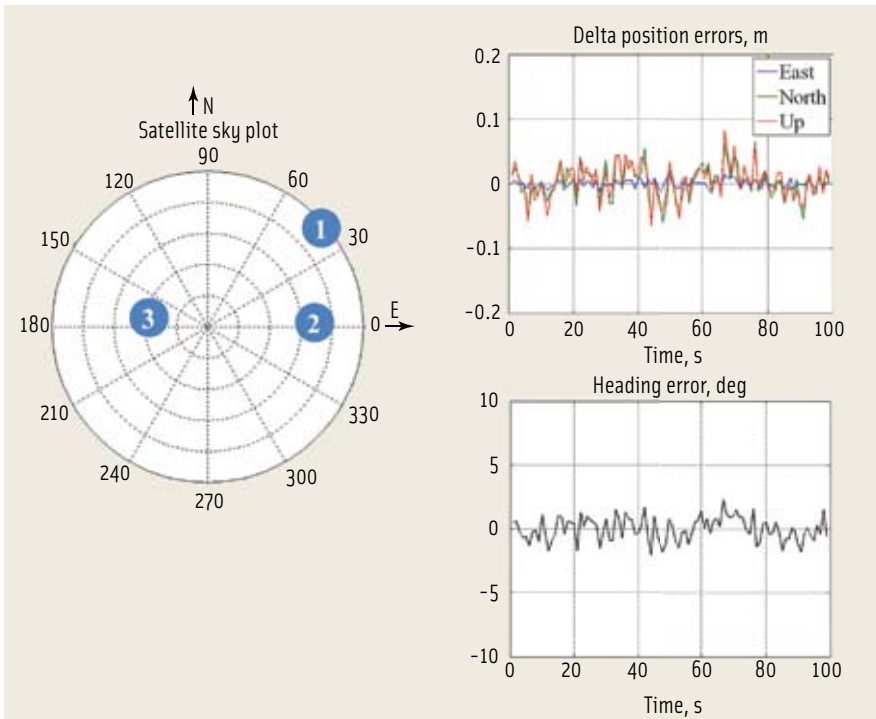 N
Satellite sky plot
90
120
60
150
30
1
3
2
180
0
E
210
330
240
300
270
Delta position errors, m
0.2
0.1
0
-0.1
-0.2
East
North
Up
0 20 40 60 80 100
Time, s
Heading error, deg
10
5
0
-5
-10
0 20 40 60 80 100
Time, s